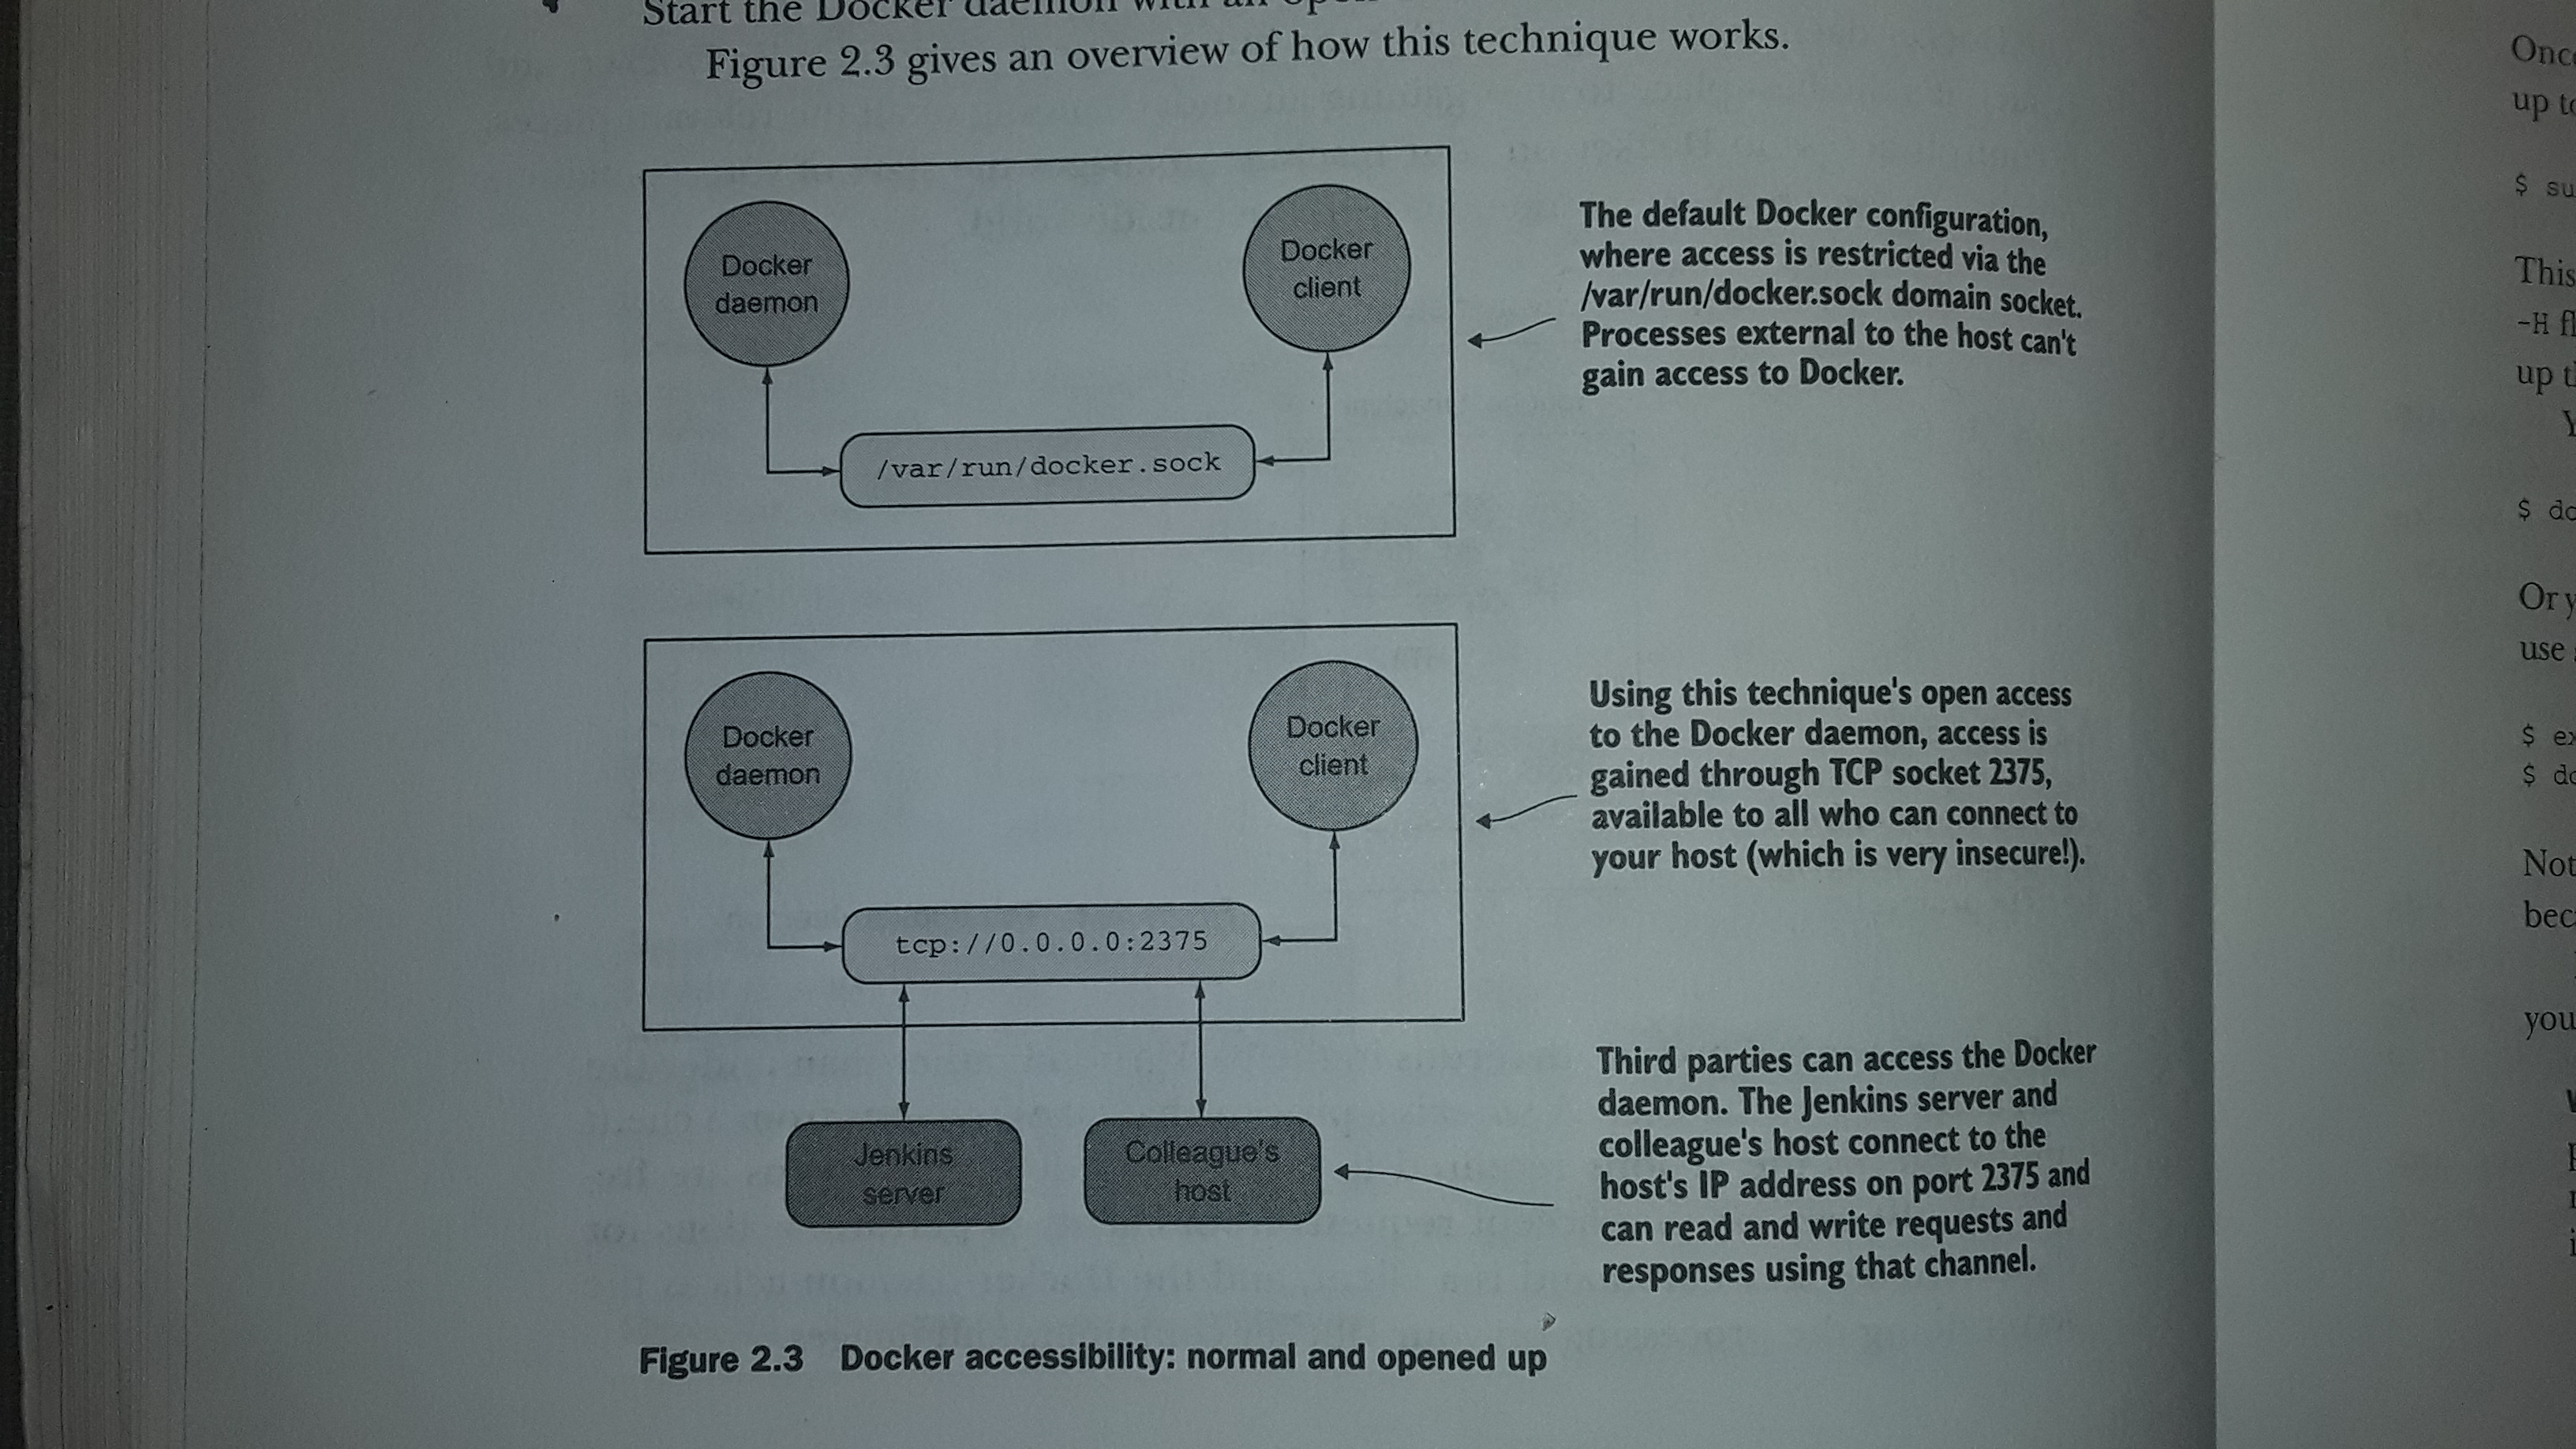 Start the Docker daemon with an
Figure 2.3 gives an overview of how this technique works.
Docker
daemon
Docker
client
/var/run/docker.sock
The default Docker configuration,
where access is restricted via the
/var/run/docker.sock domain socket.
Processes external to the host can't
gain access to Docker.
Docker
daemon
Docker
client
tcp://0.0.0.0:2375
Using this technique's open access
to the Docker daemon, access is
gained through TCP socket 2375,
available to all who can connect to
your host (which is very insecure!).
Jenkins
server
Colleague's
host
Third parties can access the Docker
daemon. The Jenkins server and
colleague's host connect to the
host's IP address on port 2375 and
can read and write requests and
responses using that channel.
Figure 2.3 Docker accessibility: normal and opened up
up
$ su
This
-H
up
$
Or
use
$
$
you